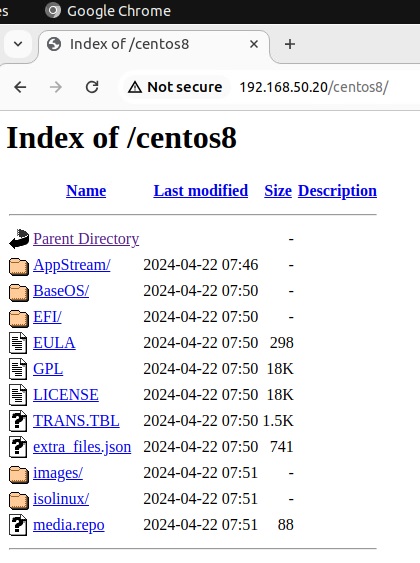 es Google Chrome
Index of /centos8
Not secure 192.168.50.20/centos8/
Index of /centos8
Name Last modified Size Description
Parent Directory -
AppStream/ 2024-04-22 07:46 -
BaseOS/ 2024-04-22 07:50 -
EFI/ 2024-04-22 07:50 -
EULA 2024-04-22 07:50 298
GPL 2024-04-22 07:50 18K
LICENSE 2024-04-22 07:50 18K
TRANS.TBL 2024-04-22 07:50 1.5K
extra_files.json 2024-04-22 07:50 741
images/ 2024-04-22 07:51 -
isolinux/ 2024-04-22 07:51 -
media.repo 2024-04-22 07:51 88